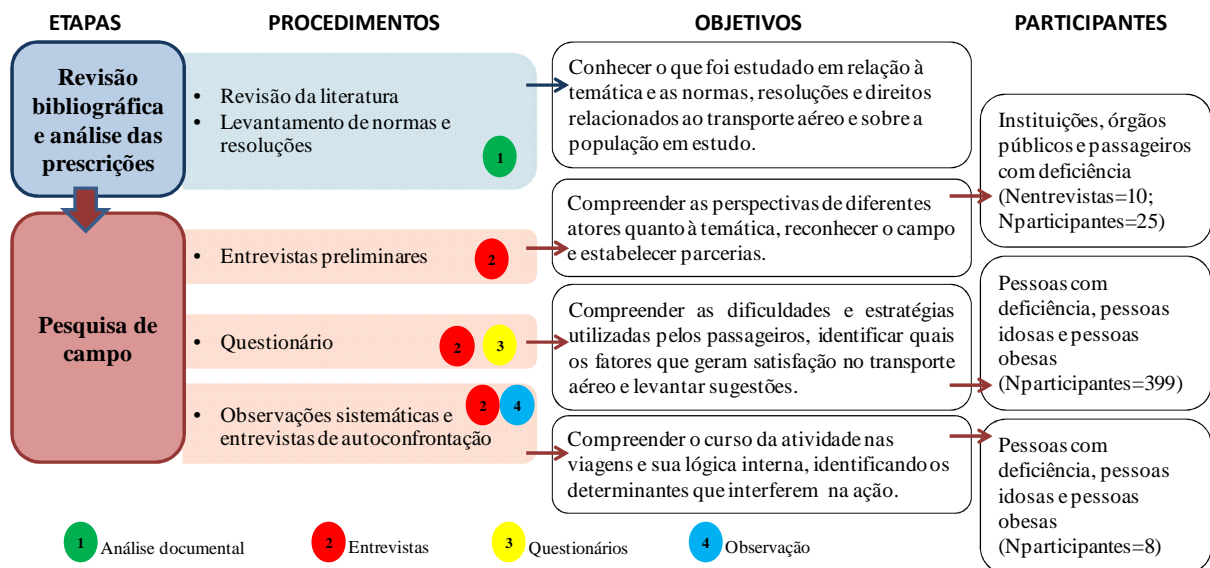 ETAPAS
PROCEDIMENTOS
OBJETIVOS
PARTICIPANTES
Revisão
bibliográfica
e análise das
prescrições
• Revisão da literatura
• Levantamento de normas e
resoluções
1
Conhecer o que foi estudado em relação à
temática e as normas, resoluções e direitos
relacionados ao transporte aéreo e sobre a
população em estudo.
Pesquisa de
campo
• Entrevistas preliminares
2
Compreender as perspectivas de diferentes
atores quanto à temática, reconhecer o campo
e estabelecer parcerias.
Instituições, órgãos
públicos e passageiros
com deficiência
(Nentrevistas=10;
Nparticipantes=25)
• Questionário
2
3
Compreender as dificuldades e estratégias
utilizadas pelos passageiros, identificar quais
os fatores que geram satisfação no transporte
aéreo e levantar sugestões.
Pessoas com
deficiência, pessoas
idosas e pessoas
obesas
(Nparticipantes=399)
• Observações sistemáticas e
entrevistas de autoconfrontação
2
4
Compreender o curso da atividade nas
viagens e sua lógica interna, identificando os
determinantes que interferem na ação.
Pessoas com
deficiência, pessoas
idosas e pessoas
obesas
(Nparticipantes=8)
1 Análise documental
2 Entrevistas
3 Questionários
4 Observação